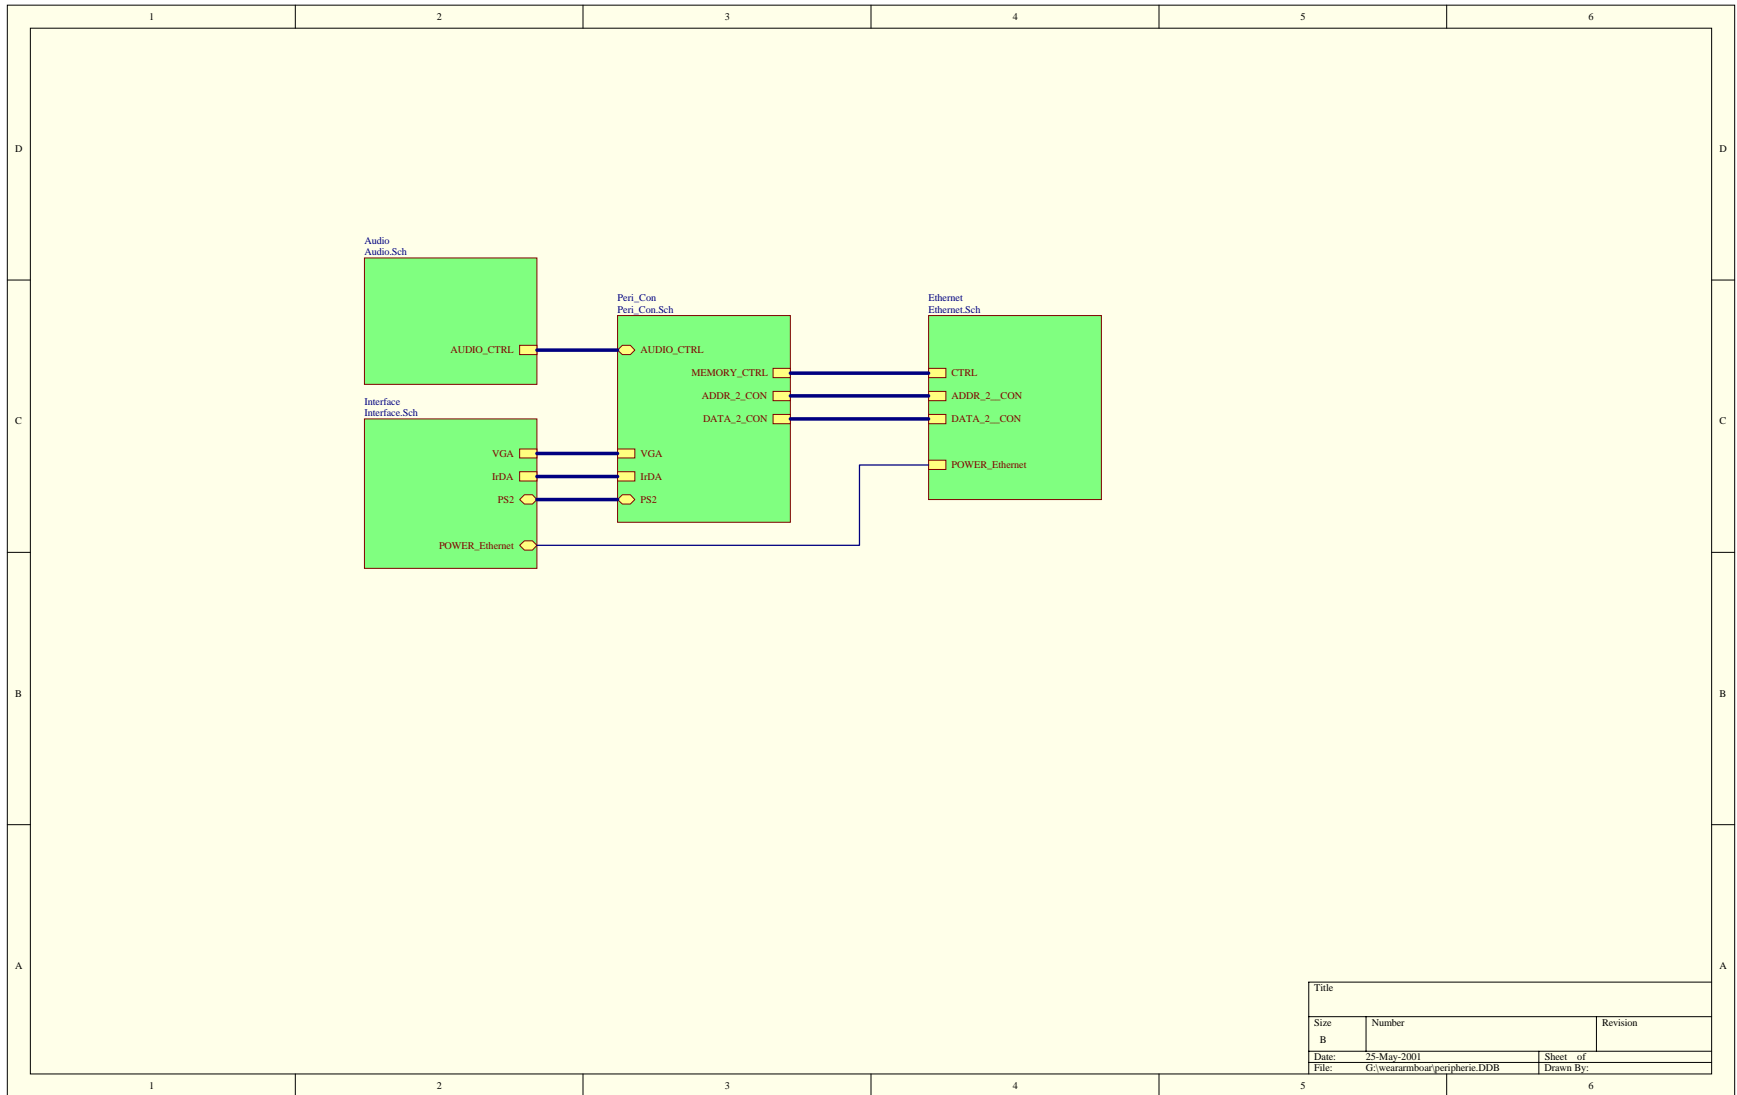 1 2 3 4 5 6
D D
Audio
Audio.Sch
AUDIO_CTRL
Peri_Con
Peri_Con.Sch
AUDIO_CTRL
MEMORY_CTRL
ADDR_2_CON
DATA_2_CON
VGA
IrDA
PS2
Ethernet
Ethernet.Sch
CTRL
ADDR_2__CON
DATA_2__CON
POWER_Ethernet
Interface
Interface.Sch
VGA
IrDA
PS2
POWER_Ethernet
C C
B B
A A
Title
Size Number Revision
B
Date: 25-May-2001 Sheet of
File: G:\weararmboar\peripherie.DDB Drawn By:
1 2 3 4 5 6